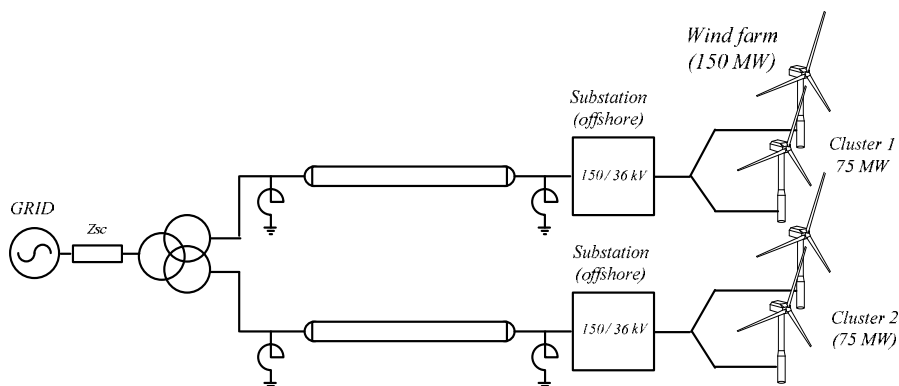 Wind farm
(150 MW)
Substation
(offshore)
150/36 kV
Cluster 1
75 MW
GRID
Zsc
Substation
(offshore)
150/36 kV
Cluster 2
(75 MW)